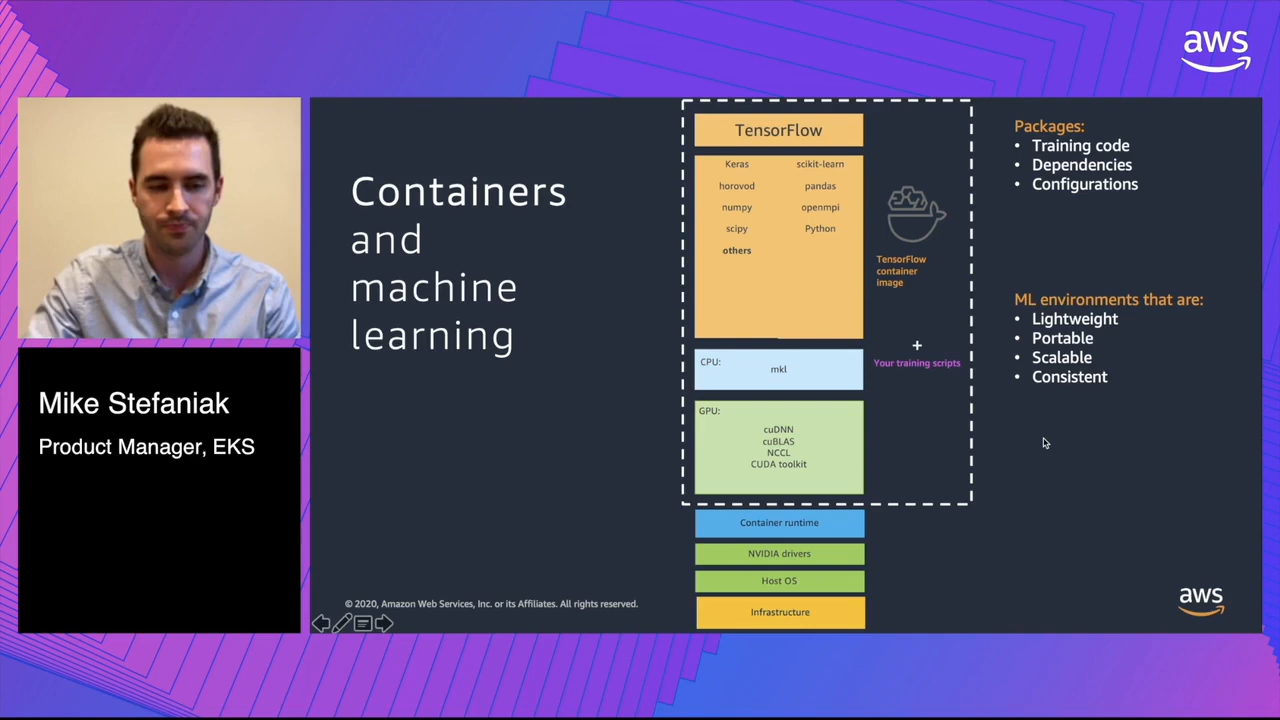 aws
Mike Stefaniak
Product Manager, EKS
Containers
and
machine
learning
TensorFlow
Keras
scikit-learn
horovod
pandas
numpy
openmpi
scipy
Python
others
TensorFlow
container
image
+
Your training scripts
CPU:
mkl
GPU:
cuDNN
cuBLAS
NCCL
CUDA toolkit
Container runtime
NVIDIA drivers
Host OS
Infrastructure
Packages:
• Training code
• Dependencies
• Configurations
ML environments that are:
• Lightweight
• Portable
• Scalable
• Consistent
© 2020, Amazon Web Services, Inc. or its Affiliates. All rights reserved.
aws